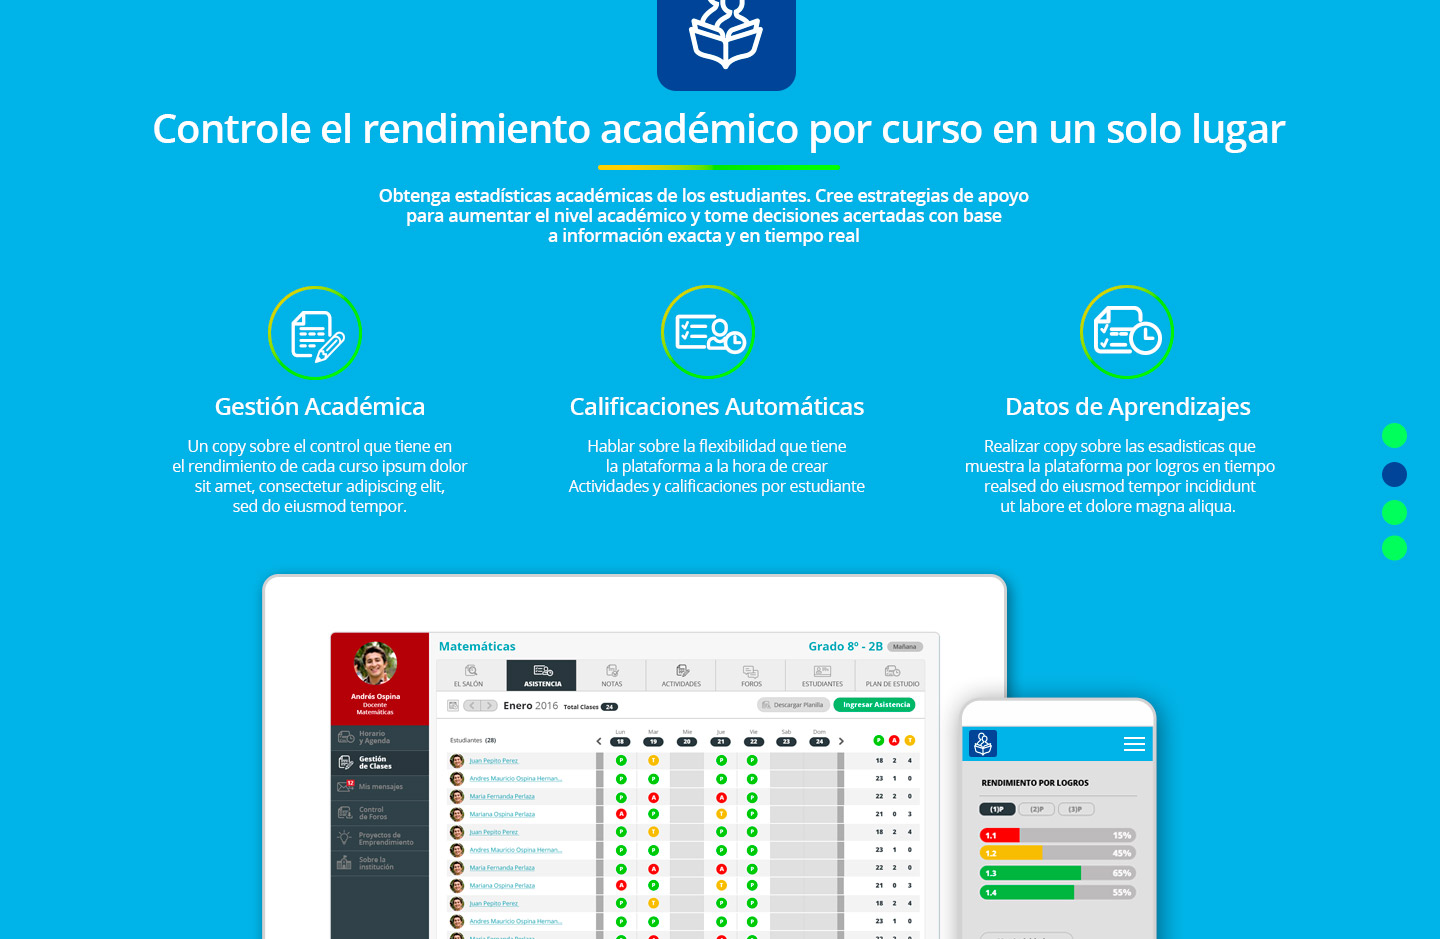 Controle el rendimiento académico por curso en un solo lugar
Obtenga estadísticas académicas de los estudiantes. Cree estrategias de apoyo
para aumentar el nivel académico y tome decisiones acertadas con base
a información exacta y en tiempo real
Gestión Académica
Un copy sobre el control que tiene en
el rendimiento de cada curso ipsum dolor
sit amet, consectetur adipiscing elit,
sed do eiusmod tempor.
Calificaciones Automáticas
Hablar sobre la flexibilidad que tiene
la plataforma a la hora de crear
Actividades y calificaciones por estudiante
Datos de Aprendizajes
Realizar copy sobre las esadisticas que
muestra la plataforma por logros en tiempo
realsed do eiusmod tempor incididunt
ut labore et dolore magna aliqua.
Andrés Ospina
Docente
Matemáticas
Horario
y Agenda
Gestión
de Clases
12
Mis mensajes
Control
de Foros
Proyectos de
Emprendimiento
Sobre la
institución
Matemáticas
Grado 8º - 2B Mañana
EL SALÓN ASISTENCIA NOTAS ACTIVIDADES FOROS ESTUDIANTES PLAN DE ESTUDIO
Enero 2016 Total Clases 24 Descargar Planilla Ingresar Asistencia
Lun Mar Mie Jue Vie Sab Dom
Estudiantes (28) 18 19 20 21 22 23 24 P A T
Juan Pepito Perez P T P P 18 2 4
Andres Mauricio Ospina Hernan... P P P P 23 1 0
Maria Fernanda Perlaza P A A P 22 2 0
Mariana Ospina Perlaza A P T P 21 0 3
Juan Pepito Perez P T P P 18 2 4
Andres Mauricio Ospina Hernan... P P P P 23 1 0
Maria Fernanda Perlaza P A A P 22 2 0
Mariana Ospina Perlaza A P T P 21 0 3
Juan Pepito Perez P T P P 18 2 4
Andres Mauricio Ospina Hernan... P P P P 23 1 0
RENDIMIENTO POR LOGROS
(1)P (2)P (3)P
1.1 15%
1.2 45%
1.3 65%
1.4 55%